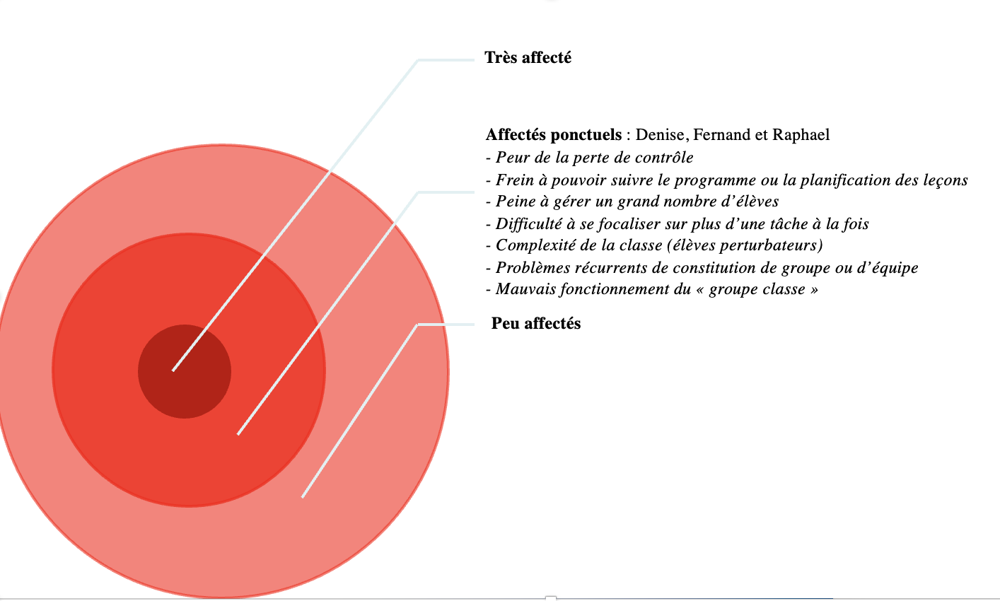 Très affecté
Affectés ponctuels : Denise, Fernand et Raphael
- Peur de la perte de contrôle
- Frein à pouvoir suivre le programme ou la planification des leçons
- Peine à gérer un grand nombre d’élèves
- Difficulté à se focaliser sur plus d’une tâche à la fois
- Complexité de la classe (élèves perturbateurs)
- Problèmes récurrents de constitution de groupe ou d’équipe
- Mauvais fonctionnement du « groupe classe »
Peu affectés